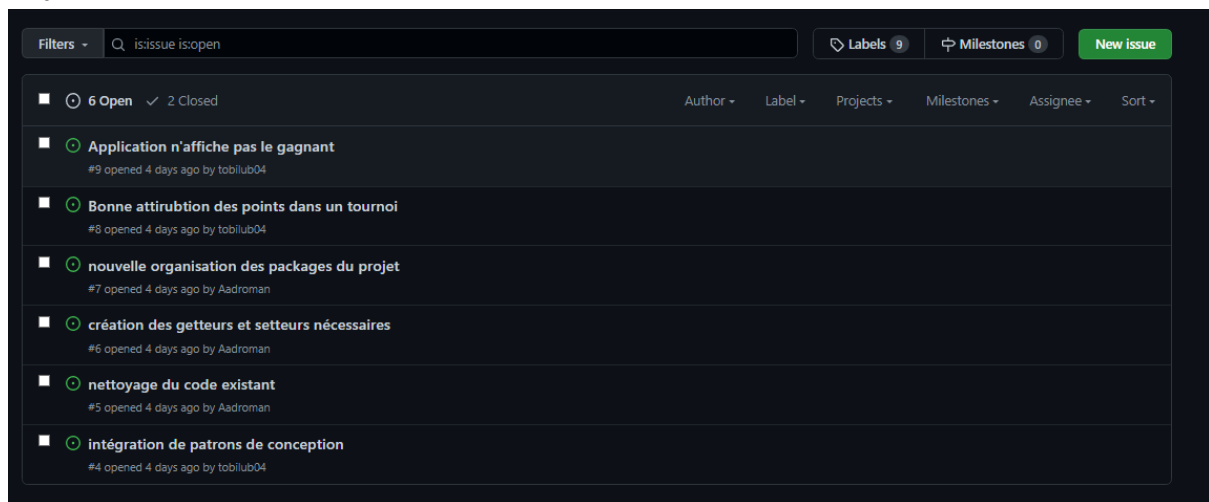 Filters
is:issue is:open
Labels 9
Milestones 0
New issue
6 Open 2 Closed
Author Label Projects Milestones Assignee Sort
Application n'affiche pas le gagnant
#9 opened 4 days ago by tobilub04
Bonne attirubtion des points dans un tournoi
#8 opened 4 days ago by tobilub04
nouvelle organisation des packages du projet
#7 opened 4 days ago by Aadroman
création des getteurs et setteurs nécessaires
#6 opened 4 days ago by Aadroman
nettoyage du code existant
#5 opened 4 days ago by Aadroman
intégration de patrons de conception
#4 opened 4 days ago by tobilub04